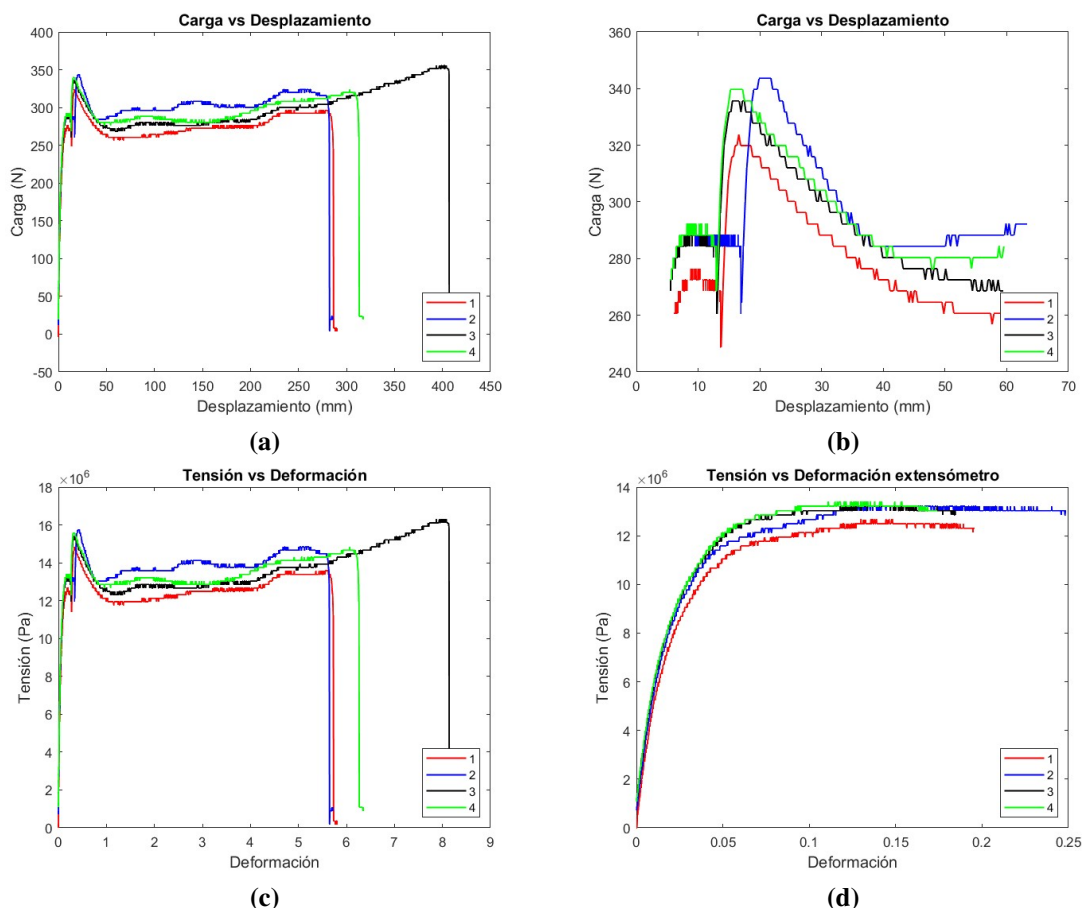 Carga vs Desplazamiento
400
350
300
250
200
150
100
50
0
-50
Carga (N)
0 50 100 150 200 250 300 350 400 450
Desplazamiento (mm)
1
2
3
4
(a)
Carga vs Desplazamiento
360
340
320
300
280
260
240
Carga (N)
0 10 20 30 40 50 60 70
Desplazamiento (mm)
1
2
3
4
(b)
Tensión vs Deformación
×10⁶
18
16
14
12
10
8
6
4
2
0
Tensión (Pa)
0 1 2 3 4 5 6 7 8 9
Deformación
1
2
3
4
(c)
Tensión vs Deformación extensómetro
×10⁶
14
12
10
8
6
4
2
0
Tensión (Pa)
0 0.05 0.1 0.15 0.2 0.25
Deformación
1
2
3
4
(d)